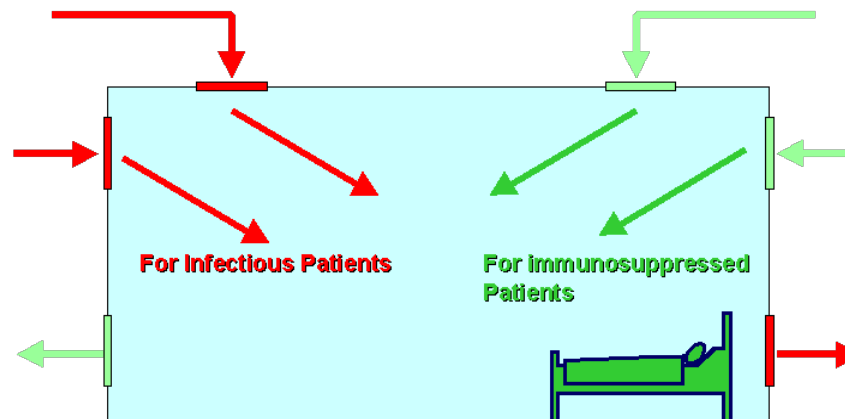 For Infectious Patients
For immunosuppressed
Patients